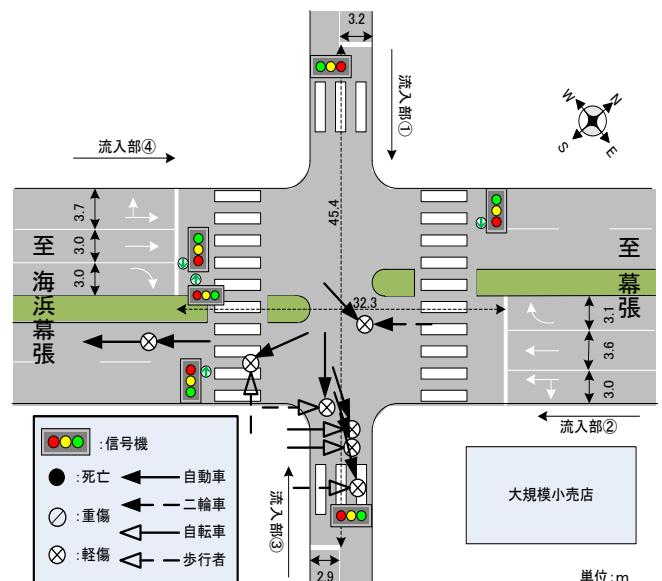 3.2
流入部①
N
W
E
S
流入部④
3.7
3.0
3.0
45.4
32.3
至海浜幕張
至幕張
3.1
3.6
3.0
流入部②
:信号機
:死亡
自動車
二輪車
:重傷
自転車
:軽傷
歩行者
流入部③
2.9
大規模小売店
単位:m